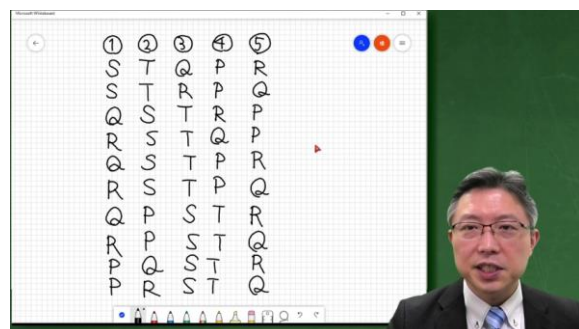 Microsoft Whiteboard
① ② ③ ④ ⑤
S T Q P R
S T R P Q
Q S T R P
R S T Q P
Q S T P R
R S T P Q
Q P S T R
R P S T Q
P Q S T R
P R S T Q